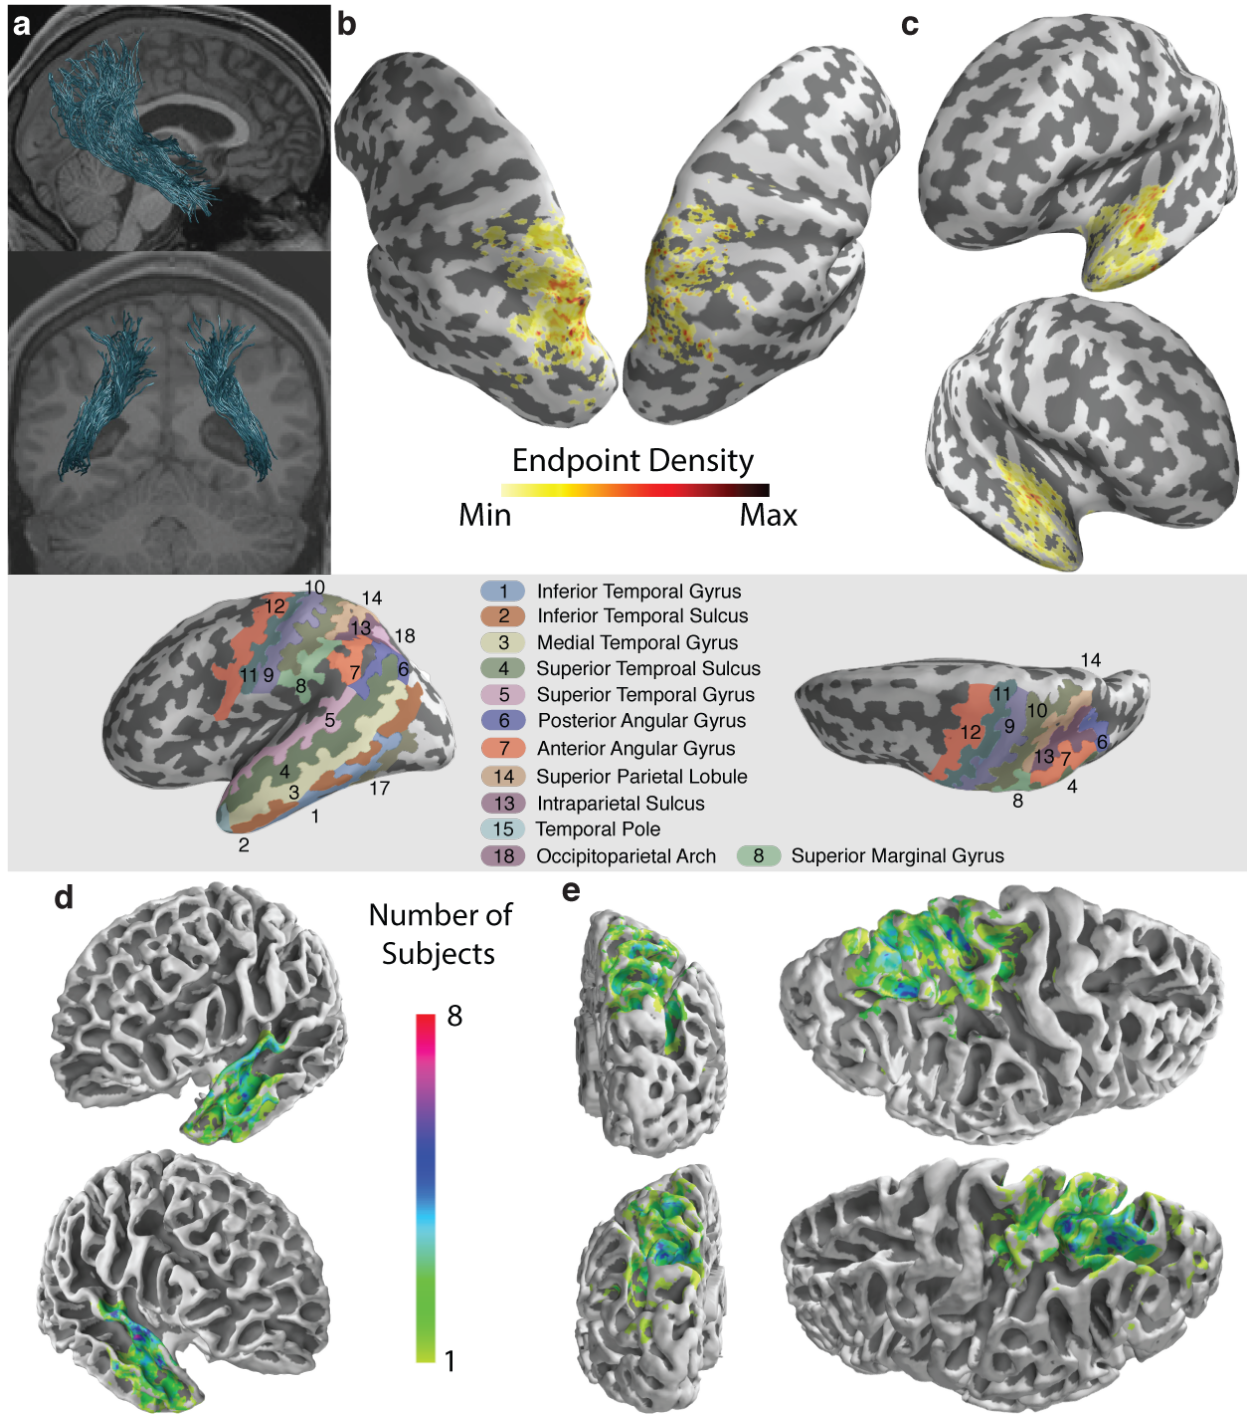 a
b
c
Endpoint Density
Min
Max
10
12
14
13
18
11
9
8
7
6
5
4
3
17
1
2
1 Inferior Temporal Gyrus
2 Inferior Temporal Sulcus
3 Medial Temporal Gyrus
4 Superior Temproal Sulcus
5 Superior Temporal Gyrus
6 Posterior Angular Gyrus
7 Anterior Angular Gyrus
14 Superior Parietal Lobule
13 Intraparietal Sulcus
15 Temporal Pole
18 Occipitoparietal Arch
8 Superior Marginal Gyrus
14
11
10
9
12
6
13
7
4
8
d
Number of
Subjects
8
1
e